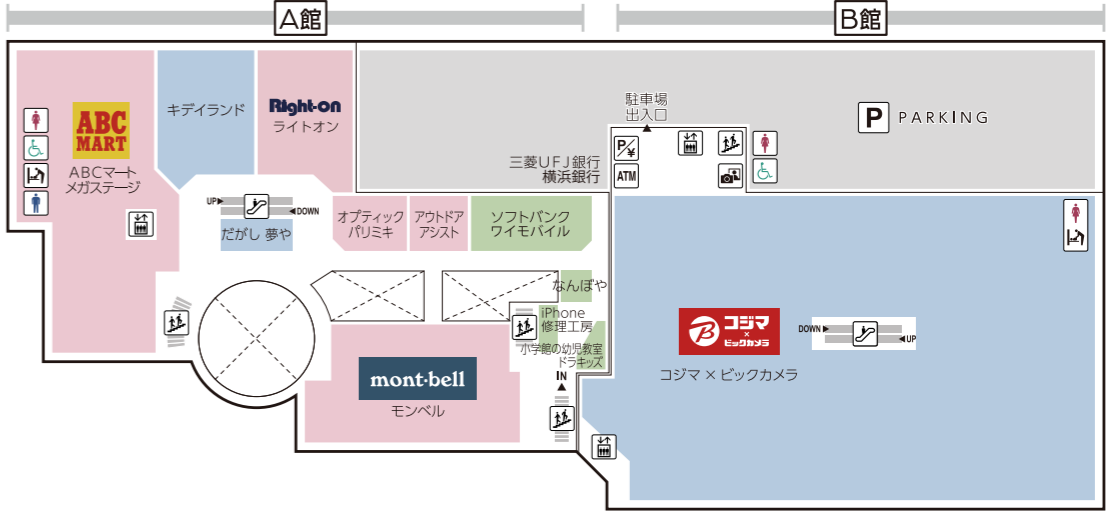 A館
B館
ABC
MART
ABCマート
メガステージ
キデイランド
Right-on
ライトオン
駐車場
出入口
P
PARKING
三菱UFJ銀行
横浜銀行
P/¥
ATM
UP
DOWN
だがし 夢や
オプティック
パリミキ
アウトドア
アシスト
ソフトバンク
ワイモバイル
なんぼや
iPhone
修理工房
小学館の幼児教室
ドラキッズ
IN
mont-bell
モンベル
B コジマ
×
ビックカメラ
コジマ × ビックカメラ
DOWN
UP